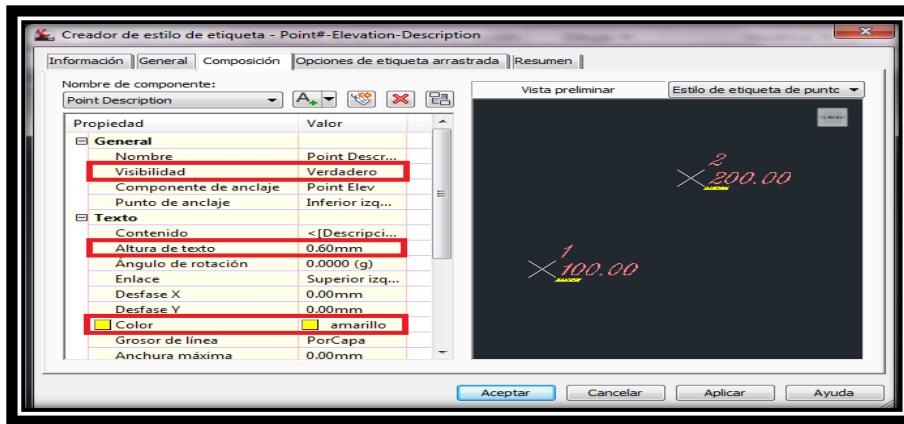 Creador de estilo de etiqueta - Point#-Elevation-Description
Información General Composición Opciones de etiqueta arrastrada Resumen
Nombre de componente:
Point Description
Vista preliminar Estilo de etiqueta de punto
Propiedad Valor
General
Nombre Point Descr...
Visibilidad Verdadero
Componente de anclaje Point Elev
Punto de anclaje Inferior izq...
Texto
Contenido <[Descripci...
Altura de texto 0.60mm
Ángulo de rotación 0.0000 (g)
Enlace Superior izq...
Desfase X 0.00mm
Desfase Y 0.00mm
Color amarillo
Grosor de línea PorCapa
Anchura máxima 0.00mm
2
200.00
1
100.00
Aceptar Cancelar Aplicar Ayuda